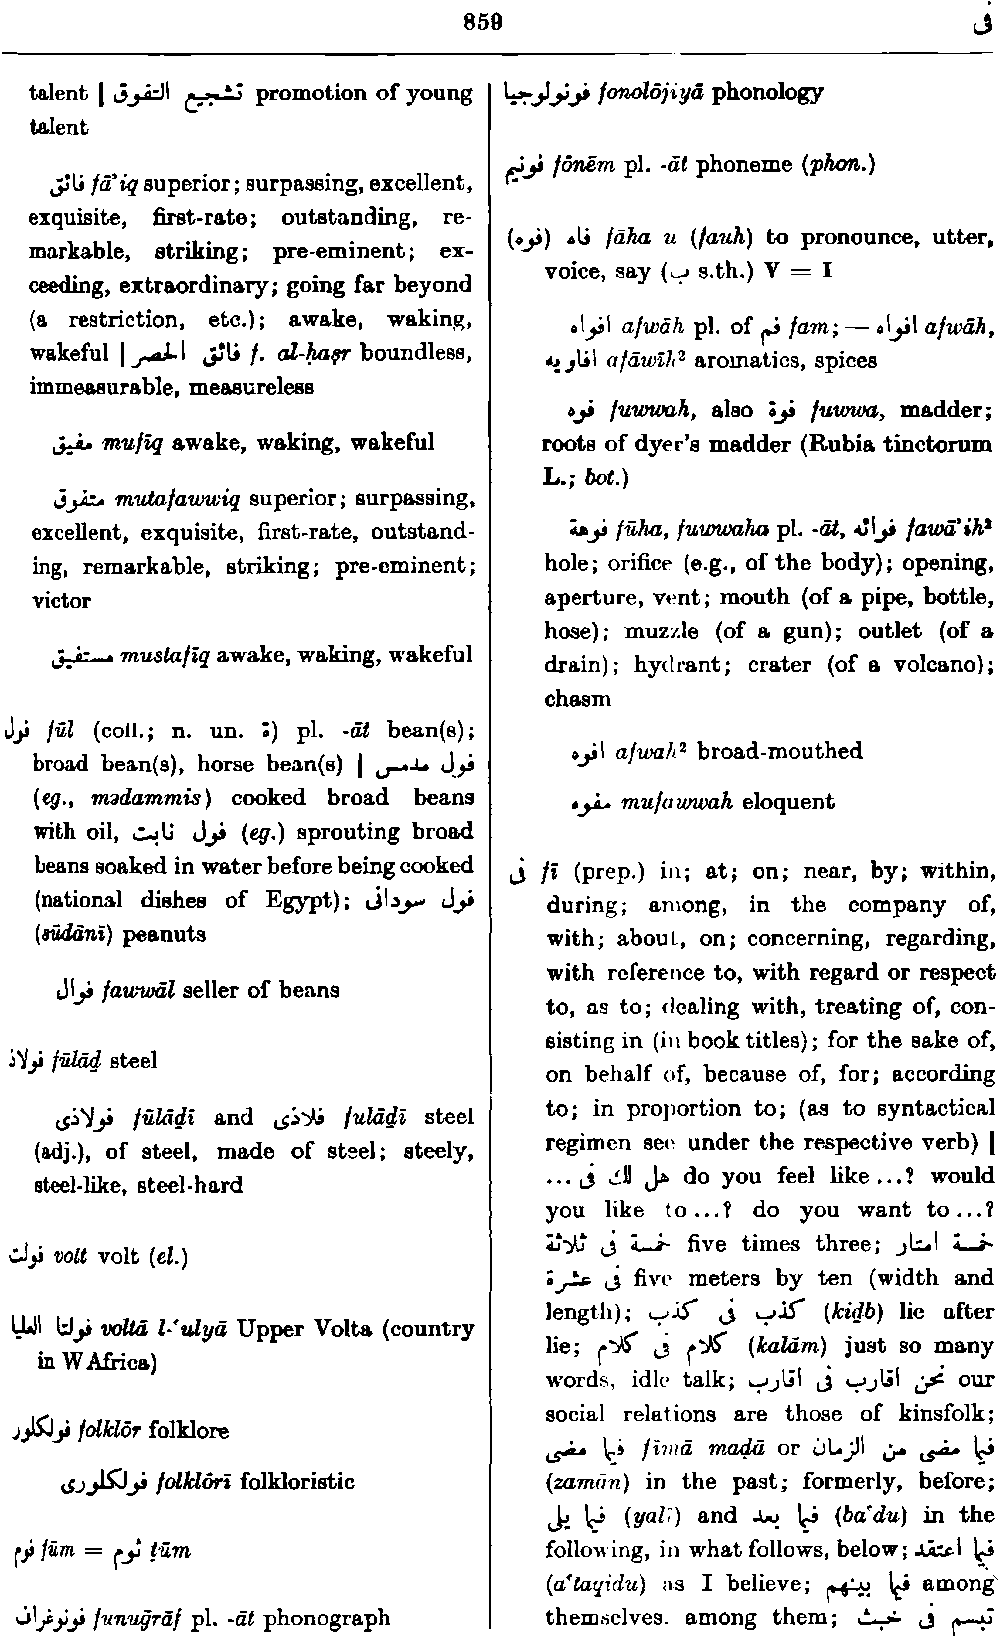 859
فى
talent | تشجيع التفوق promotion of young
talent
فائق fā'iq superior; surpassing, excellent,
exquisite, first-rate; outstanding, re-
markable, striking; pre-eminent; ex-
ceeding, extraordinary; going far beyond
(a restriction, etc.); awake, waking,
wakeful | فائق الحصر f. al-ḥaṣr boundless,
immeasurable, measureless
مفيق mufīq awake, waking, wakeful
متفوق mutafawwiq superior; surpassing,
excellent, exquisite, first-rate, outstand-
ing, remarkable, striking; pre-eminent;
victor
مستفيق mustafīq awake, waking, wakeful
فول fūl (coll.; n. un. ة) pl. -āt bean(s);
broad bean(s), horse bean(s) | فول مدمس
(eg., mədammis) cooked broad beans
with oil, فول نابت (eg.) sprouting broad
beans soaked in water before being cooked
(national dishes of Egypt); فول سودانى
(sūdānī) peanuts
فوال fawwāl seller of beans
فولاذ fūlāḏ steel
فولاذى fūlāḏī and فلاذى fulāḏī steel
(adj.), of steel, made of steel; steely,
steel-like, steel-hard
فولت volt volt (el.)
فولتا العليا voltā l-‘ulyā Upper Volta (country
in W Africa)
فولكلور folklōr folklore
فولكلورى folklōrī folkloristic
فوم fūm = ثوم ṯūm
فونوغراف funuḡrāf pl. -āt phonograph
فونولوجيا fonolōjiyā phonology
فونيم fōnēm pl. -āt phoneme (phon.)
(فوه) فاه fāha u (fauh) to pronounce, utter,
voice, say (ب s.th.) V = I
افواه afwāh pl. of فم fam; — افواه afwāh,
افاويه afāwīh² aromatics, spices
فوه fuwwah, also فوة fuwwa, madder;
roots of dyer's madder (Rubia tinctorum
L.; bot.)
فوهة fūha, fuwwaha pl. -āt, فوائه fawā'ih²
hole; orifice (e.g., of the body); opening,
aperture, vent; mouth (of a pipe, bottle,
hose); muzzle (of a gun); outlet (of a
drain); hydrant; crater (of a volcano);
chasm
افوه afwah² broad-mouthed
مفوه mufawwah eloquent
فى fī (prep.) in; at; on; near, by; within,
during; among, in the company of,
with; about, on; concerning, regarding,
with reference to, with regard or respect
to, as to; dealing with, treating of, con-
sisting in (in book titles); for the sake of,
on behalf of, because of, for; according
to; in proportion to; (as to syntactical
regimen see under the respective verb) |
هل لك فى ... do you feel like ...? would
you like to ...? do you want to ...?
خمسة فى ثلاثة five times three; خمسة امتار
فى عشرة five meters by ten (width and
length); كذب فى كذب (kiḏb) lie after
lie; كلام فى كلام (kalām) just so many
words, idle talk; نحن اقارب فى اقارب our
social relations are those of kinsfolk;
فيما مضى fīmā maḍā or فيما مضى من الزمان
(zamān) in the past; formerly, before;
فيما يلى (yalī) and فيما بعد (ba‘du) in the
following, in what follows, below; فيما اعتقد
(a‘taqidu) as I believe; فيما بينهم among
themselves, among them; تبسم فى خبث